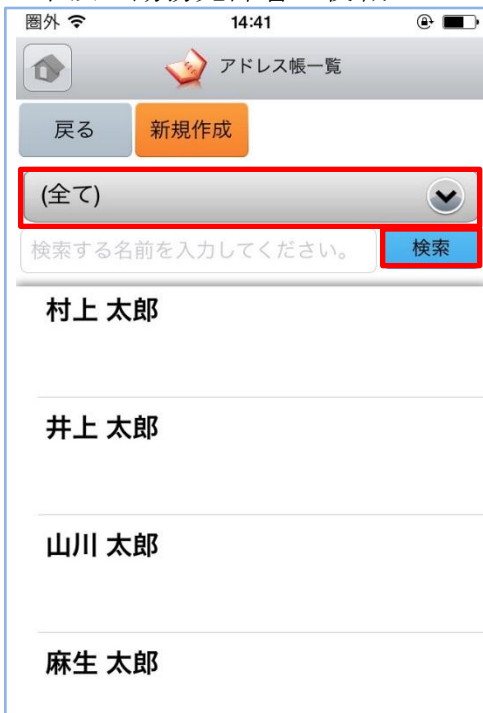 圏外 14:41
アドレス帳一覧
戻る 新規作成
(全て)
検索する名前を入力してください。 検索
村上 太郎
井上 太郎
山川 太郎
麻生 太郎